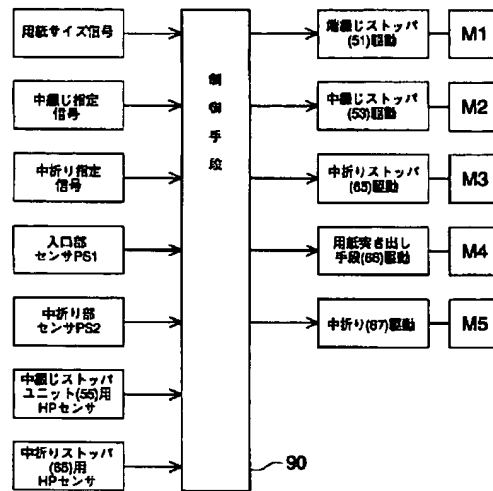 用紙サイズ信号
中綴じ指定
信号
中折り指定
信号
入口部
センサPS1
中折り部
センサPS2
中綴じストッパ
ユニット(55)用
HPセンサ
中折りストッパ
(65)用
HPセンサ
制御手段
90
端綴じストッパ
(51)駆動
M1
中綴じストッパ
(53)駆動
M2
中折りストッパ
(65)駆動
M3
用紙突き出し
手段(66)駆動
M4
中折り(67)駆動
M5